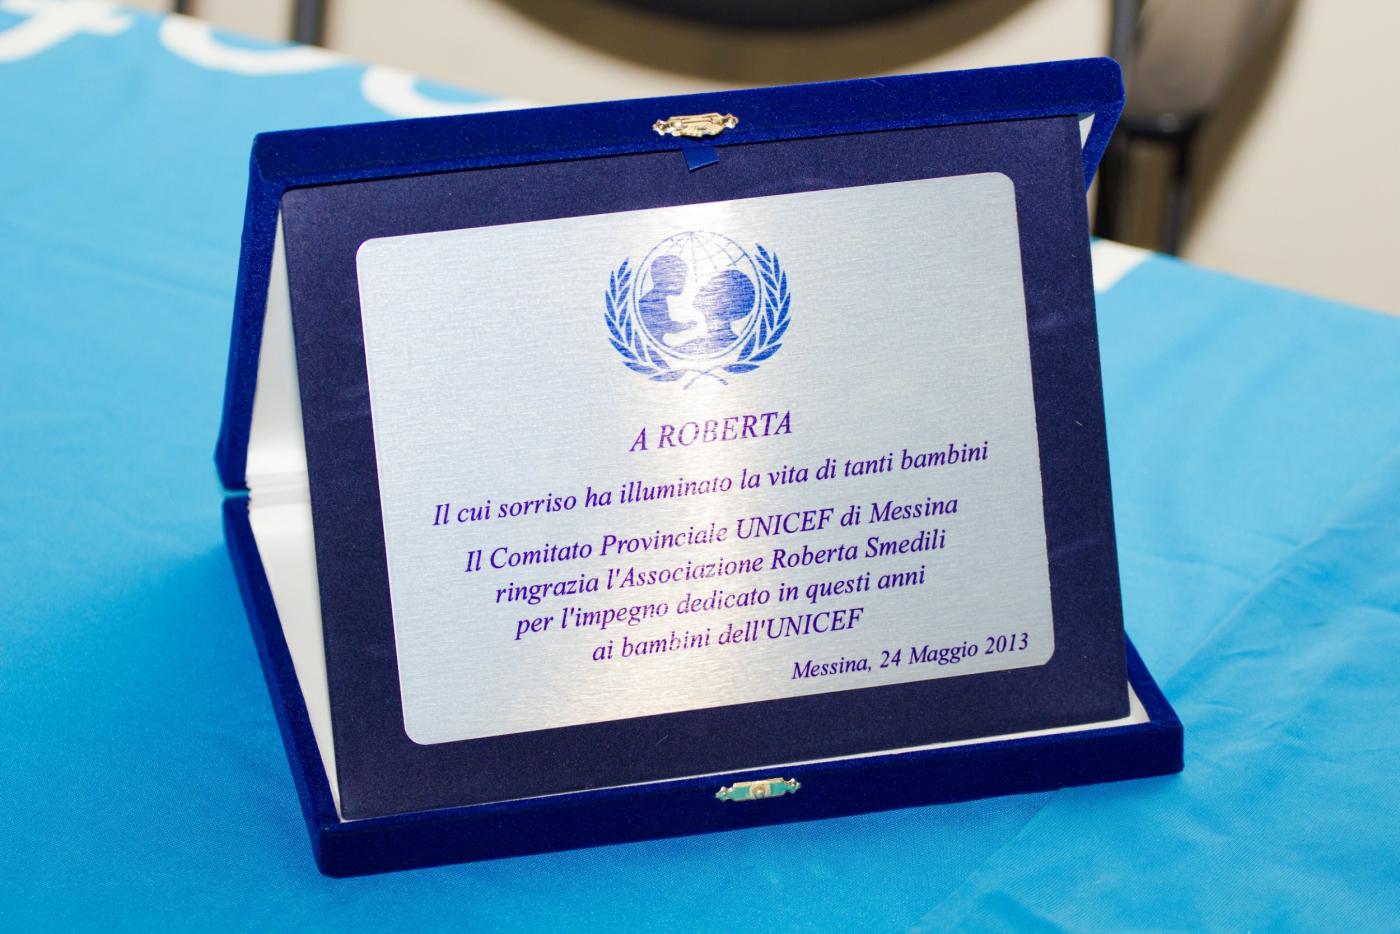 A ROBERTA
Il cui sorriso ha illuminato la vita di tanti bambini
Il Comitato Provinciale UNICEF di Messina
ringrazia l'Associazione Roberta Smedili
per l'impegno dedicato in questi anni
ai bambini dell'UNICEF
Messina, 24 Maggio 2013